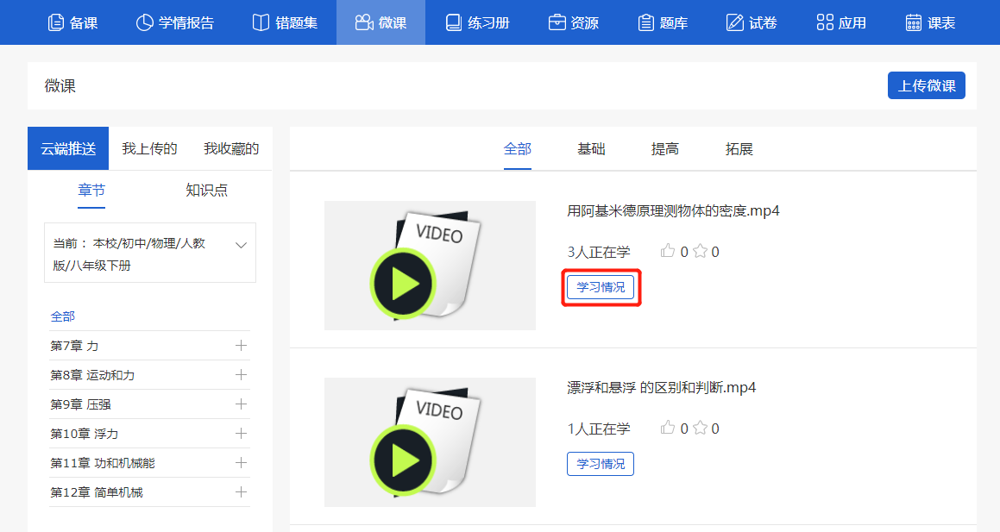 备课 学情报告 错题集 微课 练习册 资源 题库 试卷 应用 课表
微课
上传微课
云端推送 我上传的 我收藏的
章节 知识点
当前： 本校/初中/物理/人教
版/八年级下册
全部
第7章 力
第8章 运动和力
第9章 压强
第10章 浮力
第11章 功和机械能
第12章 简单机械
全部 基础 提高 拓展
VIDEO
用阿基米德原理测物体的密度.mp4
3人正在学 0 0
学习情况
VIDEO
漂浮和悬浮 的区别和判断.mp4
1人正在学 0 0
学习情况